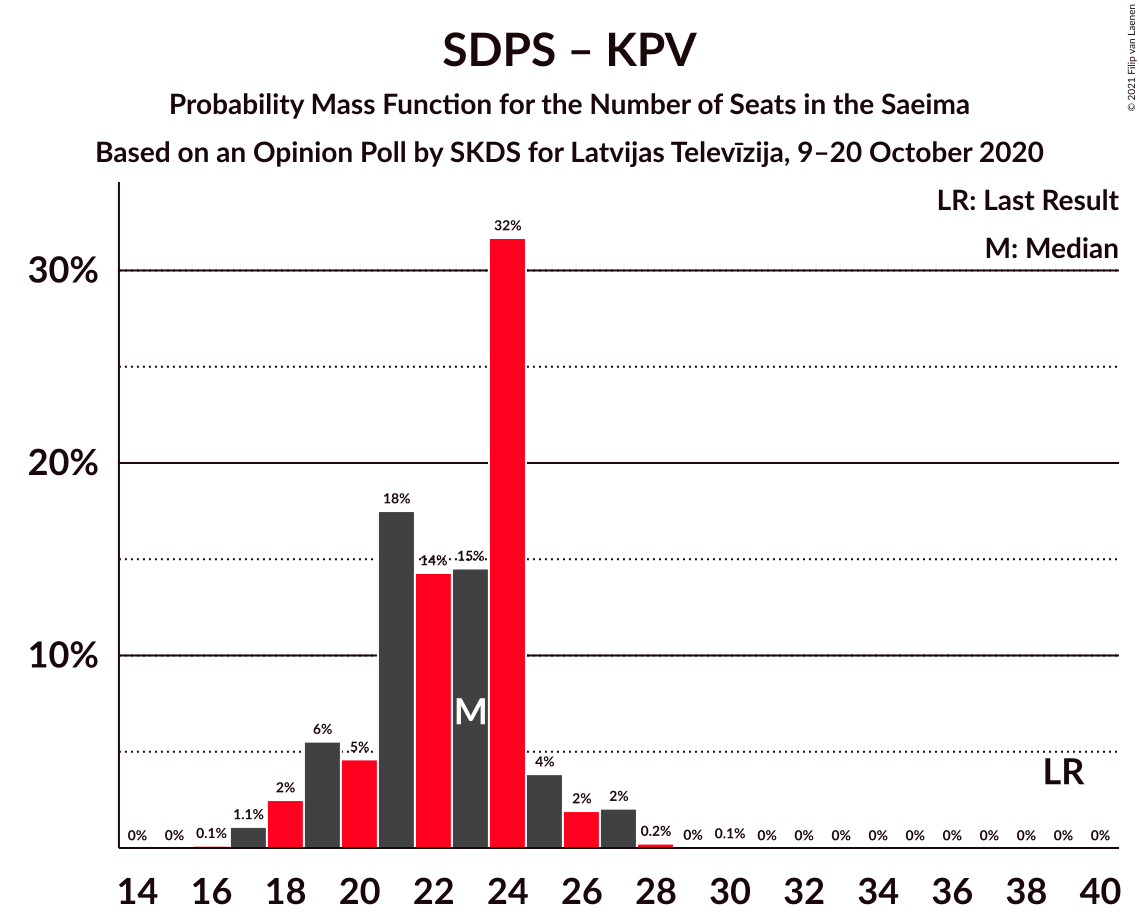 SDPS – KPV
Probability Mass Function for the Number of Seats in the Saeima
Based on an Opinion Poll by SKDS for Latvijas Televīzija, 9–20 October 2020
© 2021 Filip van Laenen
LR: Last Result
M: Median
30%
20%
10%
0% 0% 0.1% 1.1% 2% 6% 5% 18% 14% 15% 32% 4% 2% 2% 0.2% 0% 0.1% 0% 0% 0% 0% 0% 0% 0% 0% 0% 0%
M
LR
14 16 18 20 22 24 26 28 30 32 34 36 38 40